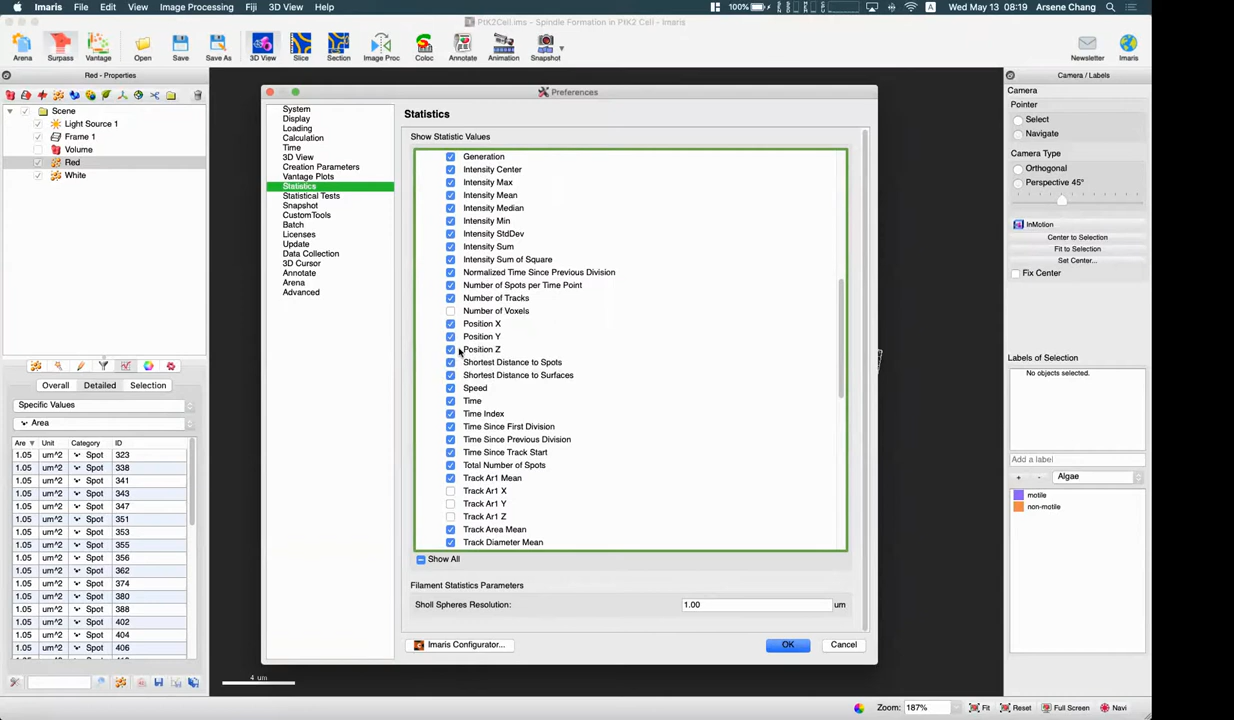 Imaris File Edit View Image Processing Fiji 3D View Help 100% A Wed May 13 08:19 Arsene Chang
PtK2Cell.ims - Spindle Formation in PtK2 Cell - Imaris
Arena Surpass Vantage Open Save Save As 3D View Slice Section Image Proc Coloc Annotate Animation Snapshot Newsletter Imaris
Red - Properties
Scene
Light Source 1
Frame 1
Volume
Red
White
Overall Detailed Selection
Specific Values
Area
Are Unit Category ID
1.05 um^2 Spot 323
1.05 um^2 Spot 338
1.05 um^2 Spot 341
1.05 um^2 Spot 343
1.05 um^2 Spot 347
1.05 um^2 Spot 351
1.05 um^2 Spot 353
1.05 um^2 Spot 355
1.05 um^2 Spot 356
1.05 um^2 Spot 362
1.05 um^2 Spot 374
1.05 um^2 Spot 380
1.05 um^2 Spot 388
1.05 um^2 Spot 402
1.05 um^2 Spot 404
1.05 um^2 Spot 406
Preferences
System
Display
Loading
Calculation
Time
3D View
Creation Parameters
Vantage Plots
Statistics
Statistical Tests
Snapshot
CustomTools
Batch
Licenses
Update
Data Collection
3D Cursor
Annotate
Arena
Advanced
Statistics
Show Statistic Values
Generation
Intensity Center
Intensity Max
Intensity Mean
Intensity Median
Intensity Min
Intensity StdDev
Intensity Sum
Intensity Sum of Square
Normalized Time Since Previous Division
Number of Spots per Time Point
Number of Tracks
Number of Voxels
Position X
Position Y
Position Z
Shortest Distance to Spots
Shortest Distance to Surfaces
Speed
Time
Time Index
Time Since First Division
Time Since Previous Division
Time Since Track Start
Total Number of Spots
Track Ar1 Mean
Track Ar1 X
Track Ar1 Y
Track Ar1 Z
Track Area Mean
Track Diameter Mean
Show All
Filament Statistics Parameters
Sholl Spheres Resolution: 1.00 um
Imaris Configurator... OK Cancel
4 um
Camera / Labels
Camera
Pointer
Select
Navigate
Camera Type
Orthogonal
Perspective 45°
InMotion
Center to Selection
Fit to Selection
Set Center...
Fix Center
Labels of Selection
No objects selected.
Add a label
+ - Algae
motile
non-motile
Zoom: 187% Fit Reset Full Screen Navi